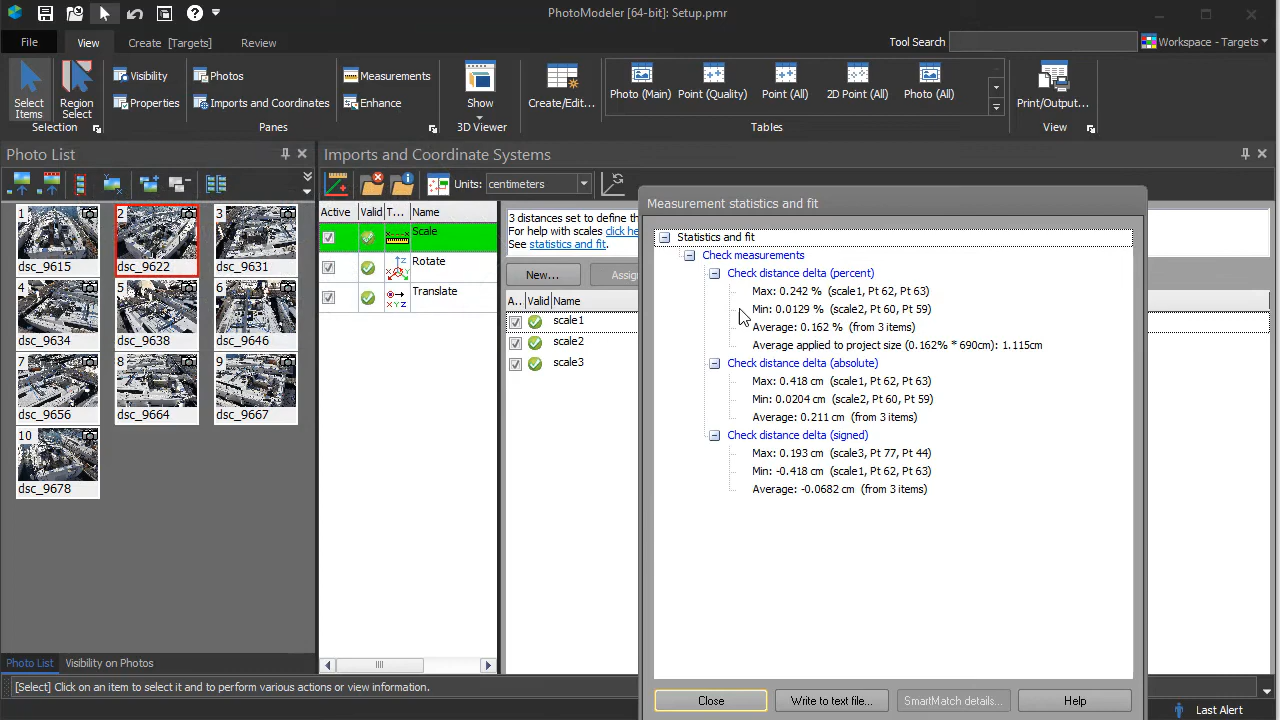 PhotoModeler [64-bit]: Setup.pmr
File
View
Create [Targets]
Review
Tool Search
Workspace - Targets
Select Items
Region Select
Selection
Visibility
Properties
Photos
Imports and Coordinates
Measurements
Enhance
Panes
Show
3D Viewer
Create/Edit...
Photo (Main)
Point (Quality)
Point (All)
2D Point (All)
Photo (All)
Tables
Print/Output...
View
Photo List
1
dsc_9615
2
dsc_9622
3
dsc_9631
4
dsc_9634
5
dsc_9638
6
dsc_9646
7
dsc_9656
8
dsc_9664
9
dsc_9667
10
dsc_9678
Photo List
Visibility on Photos
Imports and Coordinate Systems
Units:
centimeters
Active
Valid
T...
Name
Scale
Rotate
Translate
3 distances set to define th
For help with scales click he
See statistics and fit.
New...
Assig
A..
Valid
Name
scale1
scale2
scale3
Measurement statistics and fit
Statistics and fit
Check measurements
Check distance delta (percent)
Max: 0.242 % (scale1, Pt 62, Pt 63)
Min: 0.0129 % (scale2, Pt 60, Pt 59)
Average: 0.162 % (from 3 items)
Average applied to project size (0.162% * 690cm): 1.115cm
Check distance delta (absolute)
Max: 0.418 cm (scale1, Pt 62, Pt 63)
Min: 0.0204 cm (scale2, Pt 60, Pt 59)
Average: 0.211 cm (from 3 items)
Check distance delta (signed)
Max: 0.193 cm (scale3, Pt 77, Pt 44)
Min: -0.418 cm (scale1, Pt 62, Pt 63)
Average: -0.0682 cm (from 3 items)
Close
Write to text file...
SmartMatch details...
Help
[Select] Click on an item to select it and to perform various actions or view information.
Last Alert